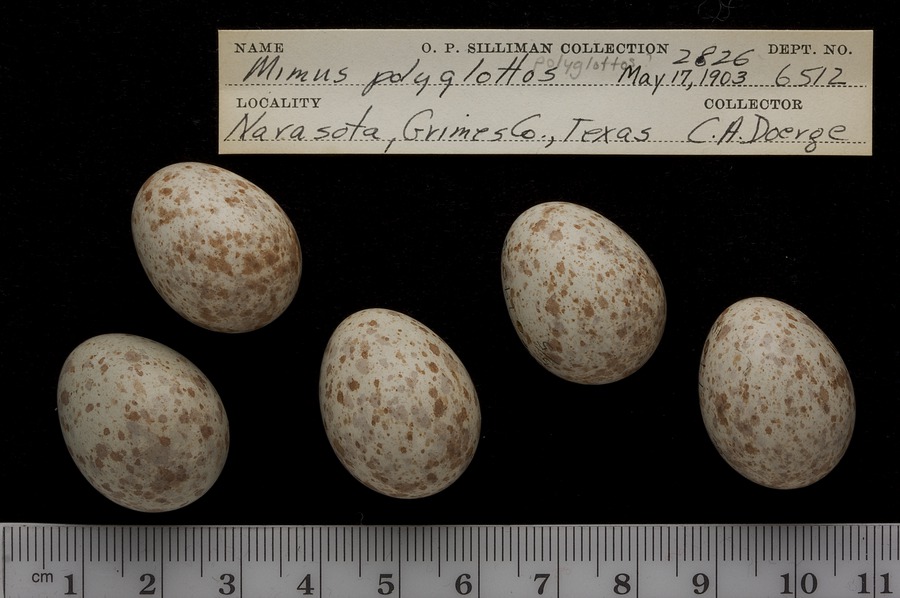 NAME O. P. SILLIMAN COLLECTION 2826 DEPT. NO.
Mimus polyglottos polyglottos May 17, 1903 6512
LOCALITY COLLECTOR
Navasota, Grimes Co., Texas C. A. Doerge
cm 1 2 3 4 5 6 7 8 9 10 11